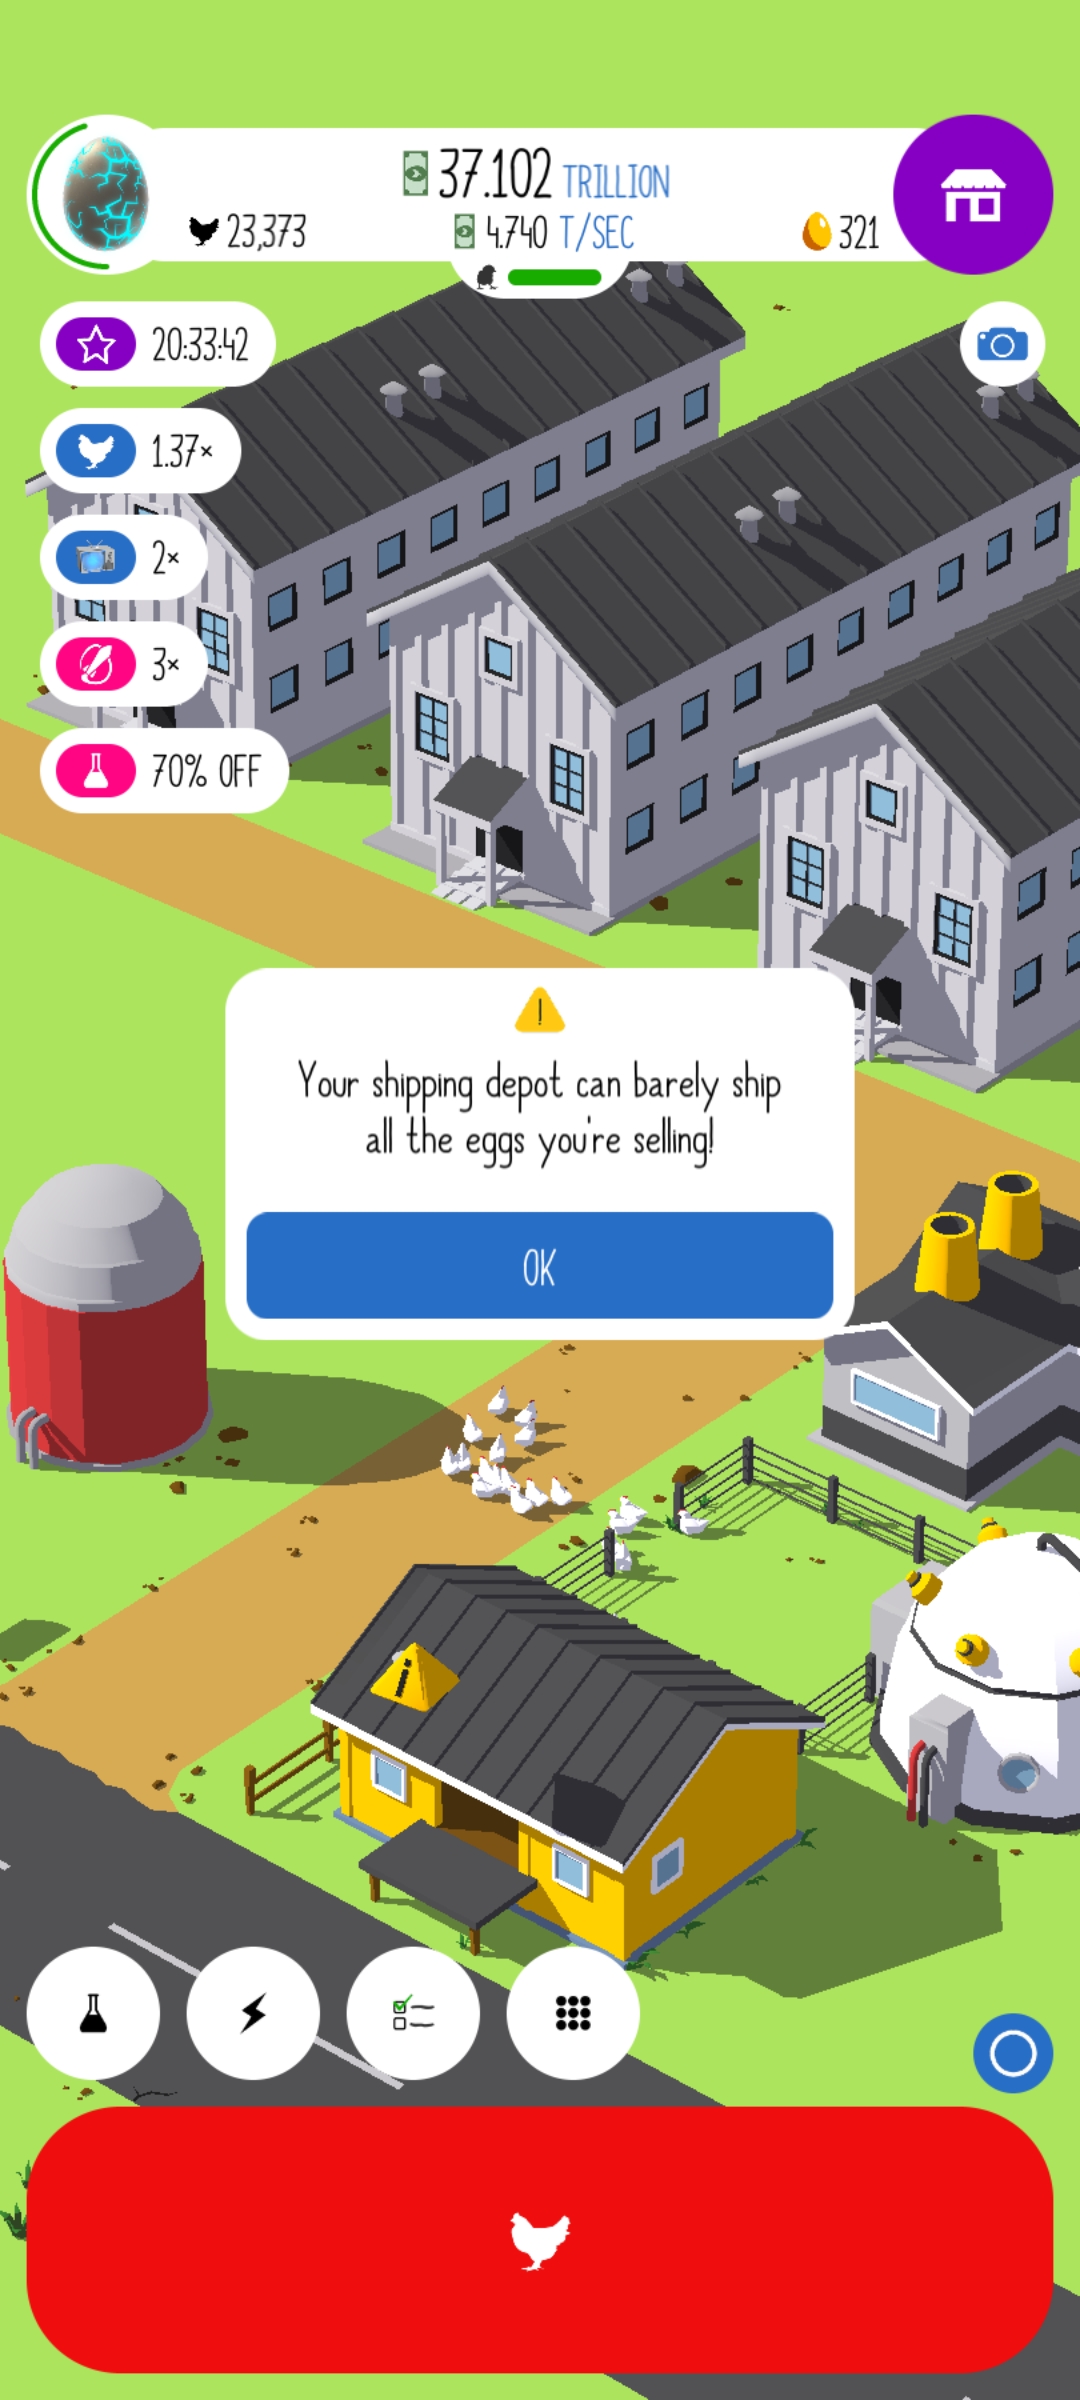 37.102 TRILLION
23,373
4.740 T/SEC
321
20:33:42
1.37×
2×
3×
70% OFF
Your shipping depot can barely ship
all the eggs you're selling!
OK